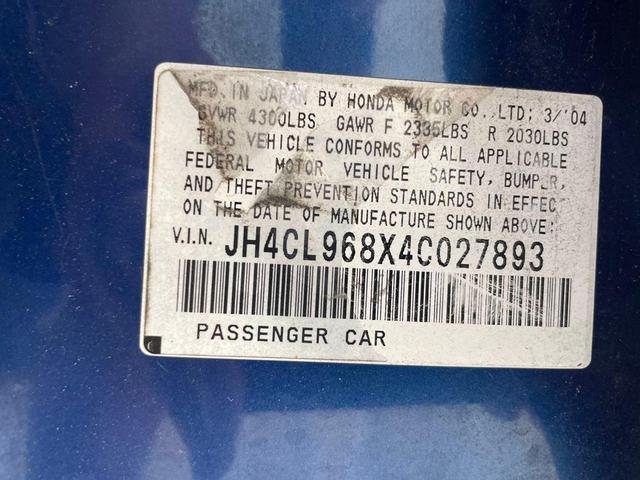 MFD. IN JAPAN BY HONDA MOTOR CO., LTD: 3/'04
GVWR 4300LBS GAWR F 2335LBS R 2030LBS
THIS VEHICLE CONFORMS TO ALL APPLICABLE
FEDERAL MOTOR VEHICLE SAFETY, BUMPER,
AND THEFT PREVENTION STANDARDS IN EFFECT
ON THE DATE OF MANUFACTURE SHOWN ABOVE:
V.I.N. JH4CL968X4C027893
PASSENGER CAR